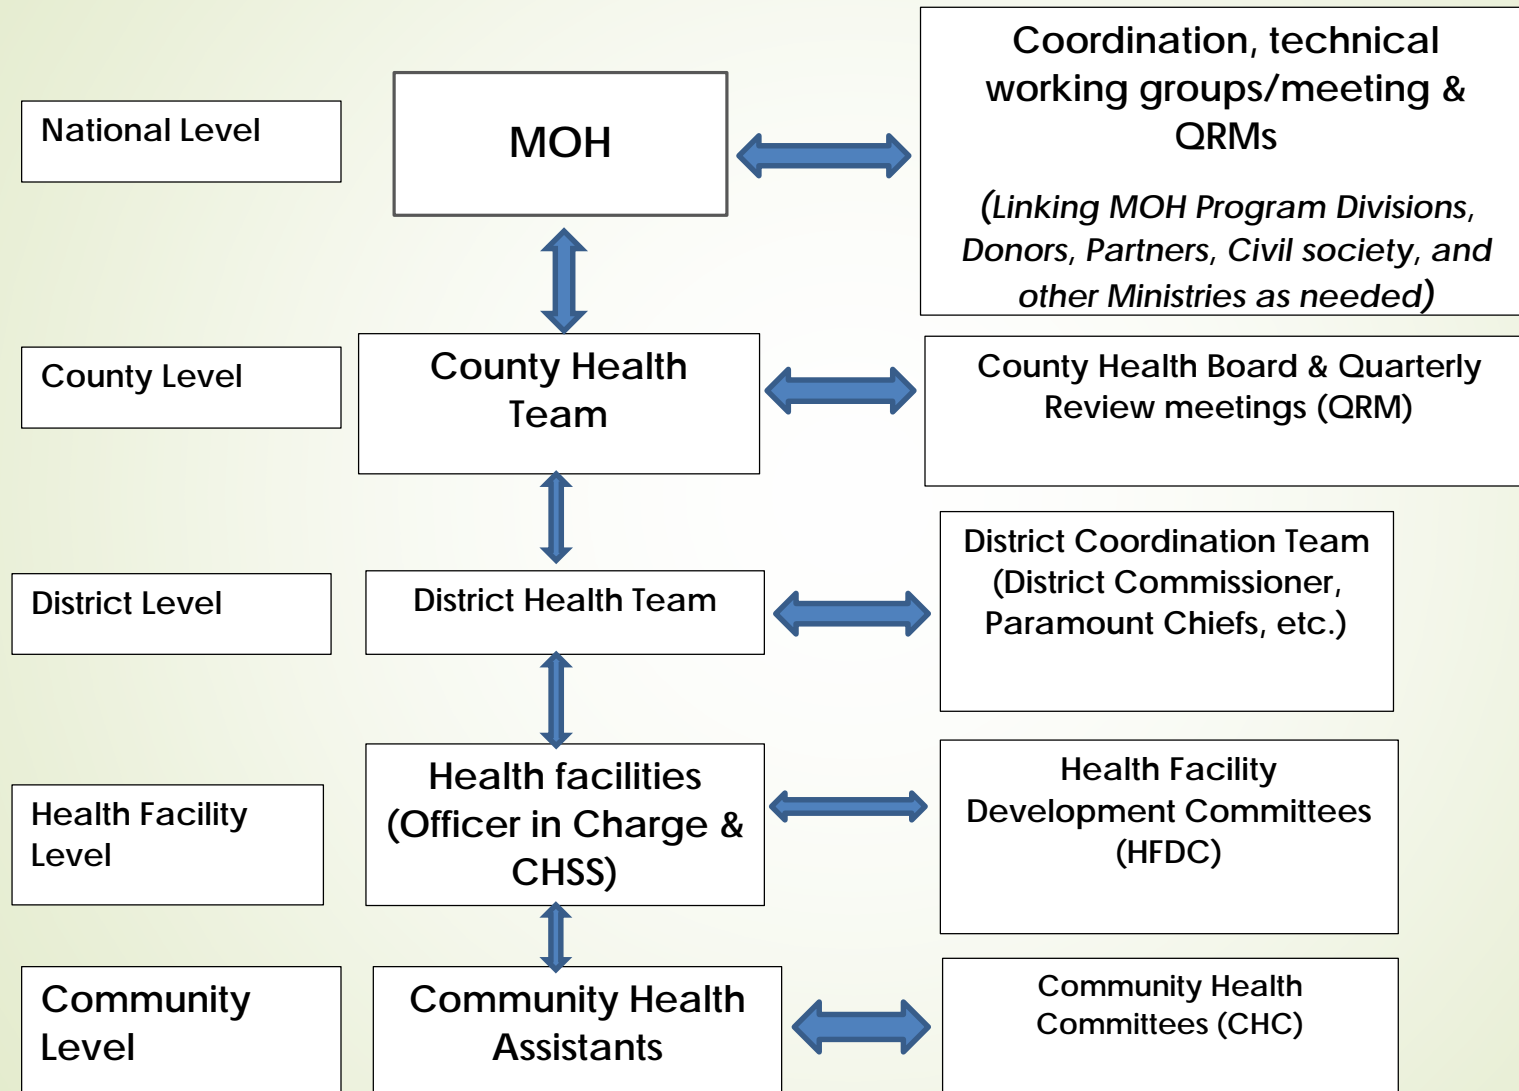 National Level
MOH
Coordination, technical
working groups/meeting &
QRMs
(Linking MOH Program Divisions,
Donors, Partners, Civil society, and
other Ministries as needed)
County Level
County Health
Team
County Health Board & Quarterly
Review meetings (QRM)
District Level
District Health Team
District Coordination Team
(District Commissioner,
Paramount Chiefs, etc.)
Health Facility
Level
Health facilities
(Officer in Charge &
CHSS)
Health Facility
Development Committees
(HFDC)
Community
Level
Community Health
Assistants
Community Health
Committees (CHC)